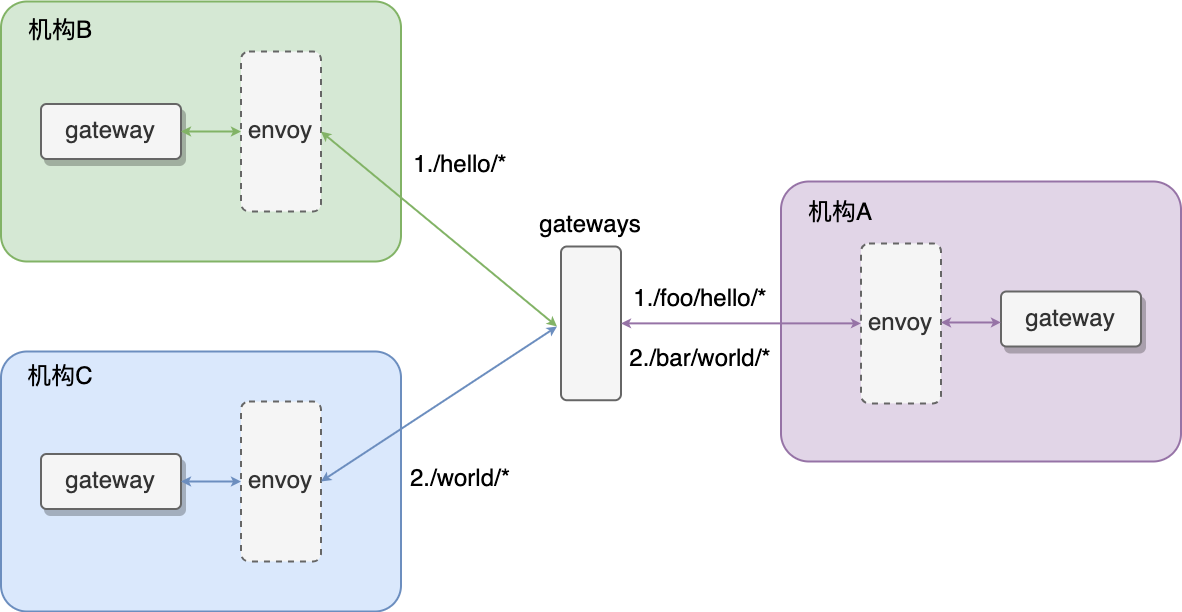 机构B
gateway
envoy
1./hello/*
gateways
机构A
1./foo/hello/*
envoy
gateway
2./bar/world/*
机构C
gateway
envoy
2./world/*